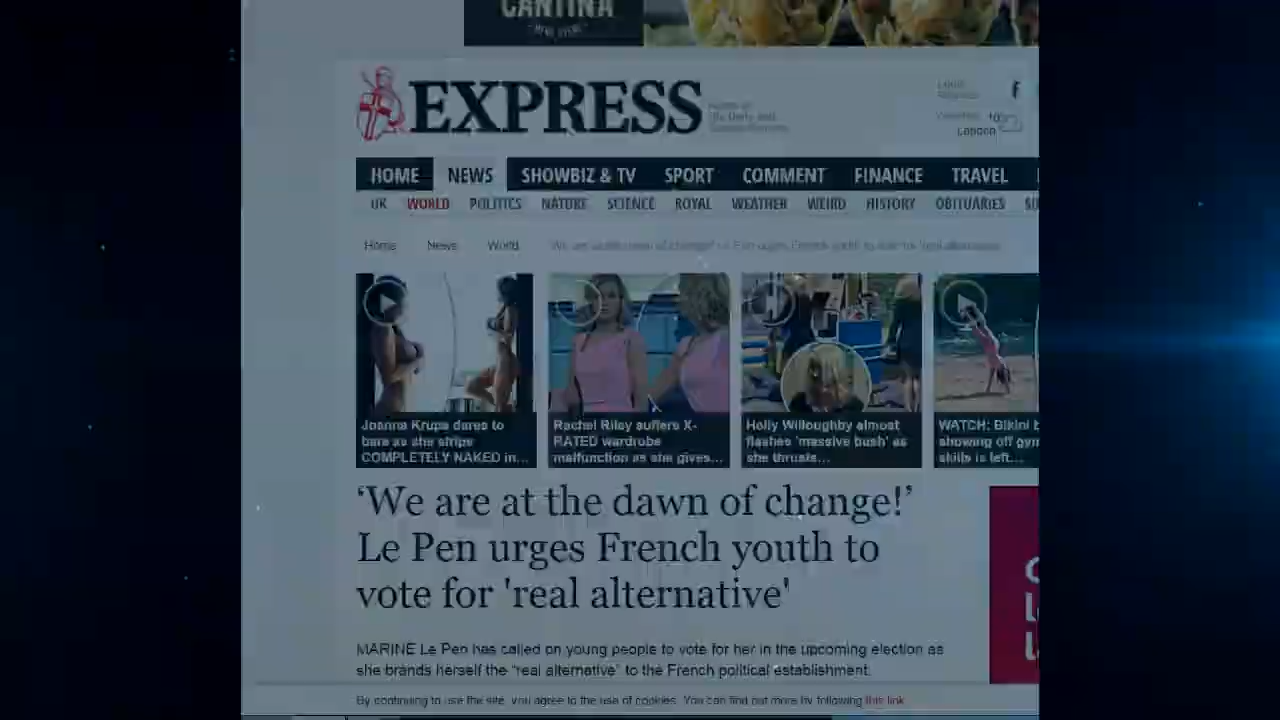 CANTINA
EXPRESS
HOME NEWS SHOWBIZ & TV SPORT COMMENT FINANCE TRAVEL
UK WORLD POLITICS NATURE SCIENCE ROYAL WEATHER WEIRD HISTORY OBITUARIES
Home News World
Joanna Krupa dares to
bare as she strips
COMPLETELY NAKED in...
Rachel Riley suffers X-
RATED wardrobe
malfunction as she gives...
Holly Willoughby almost
flashes 'massive bush' as
she thrusts...
WATCH: Bikini b
showing off gym
skills is left...
‘We are at the dawn of change!’
Le Pen urges French youth to
vote for 'real alternative'
MARINE Le Pen has called on young people to vote for her in the upcoming election as
she brands herself the "real alternative" to the French political establishment.
By continuing to use the site, you agree to the use of cookies. You can find out more by following this link
London